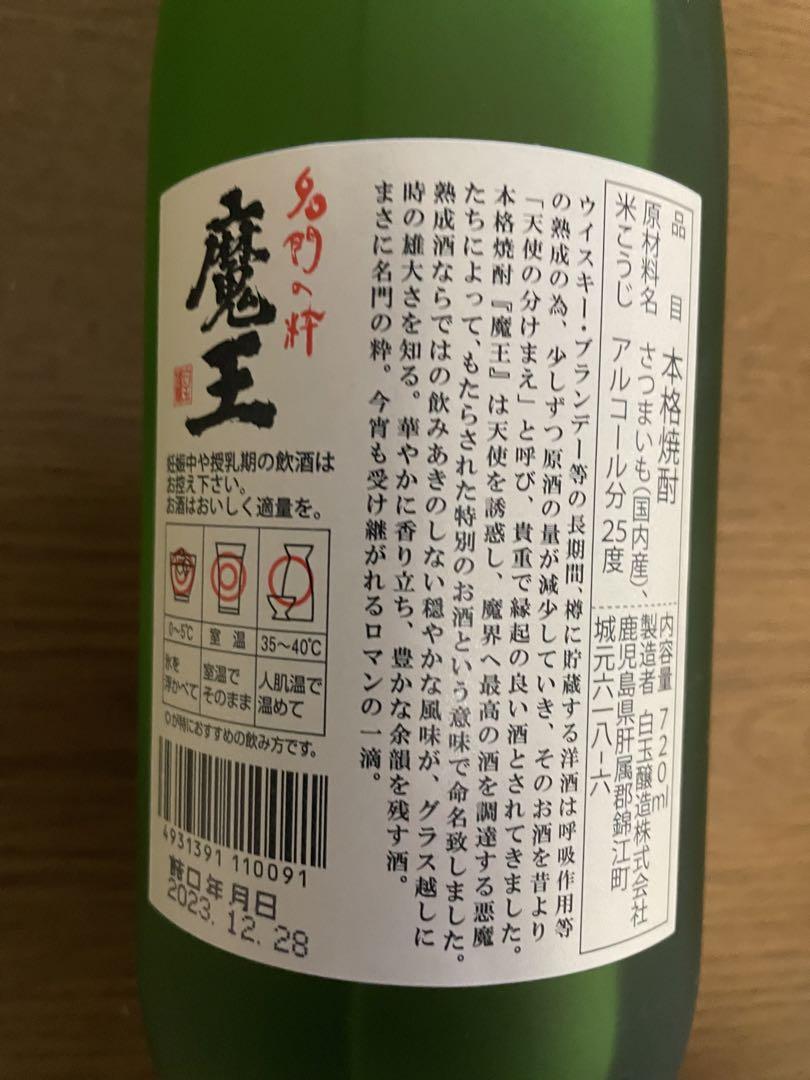 品目 本格焼酎
原材料名 さつまいも(国内産)、
米こうじ アルコール分 25度
内容量 720ml
製造者 白玉醸造株式会社
鹿児島県肝属郡錦江町
城元六一八ー六
ウイスキー・ブランデー等の長期間、樽に貯蔵する洋酒は呼吸作用等
の熟成の為、少しずつ原酒の量が減少していき、そのお酒を昔より
「天使の分けまえ」と呼び、貴重で縁起の良い酒とされてきました。
本格焼酎『魔王』は天使を誘惑し、魔界へ最高の酒を調達する悪魔
たちによって、もたらされた特別のお酒という意味で命名致しました。
熟成酒ならではの飲みあきのしない穏やかな風味が、グラス越しに
時の雄大さを知る。華やかに香り立ち、豊かな余韻を残す酒。
まさに名門の粋。今宵も受け継がれるロマンの一滴。
名門の粋
魔王
妊娠中や授乳期の飲酒は
お控え下さい。
お酒はおいしく適量を。
0〜5℃ 室温 35〜40℃
氷を
浮かべて
室温で
そのまま
人肌温で
温めて
○が特におすすめの飲み方です。
4931391 110091
詰口年月日
2023.12.28